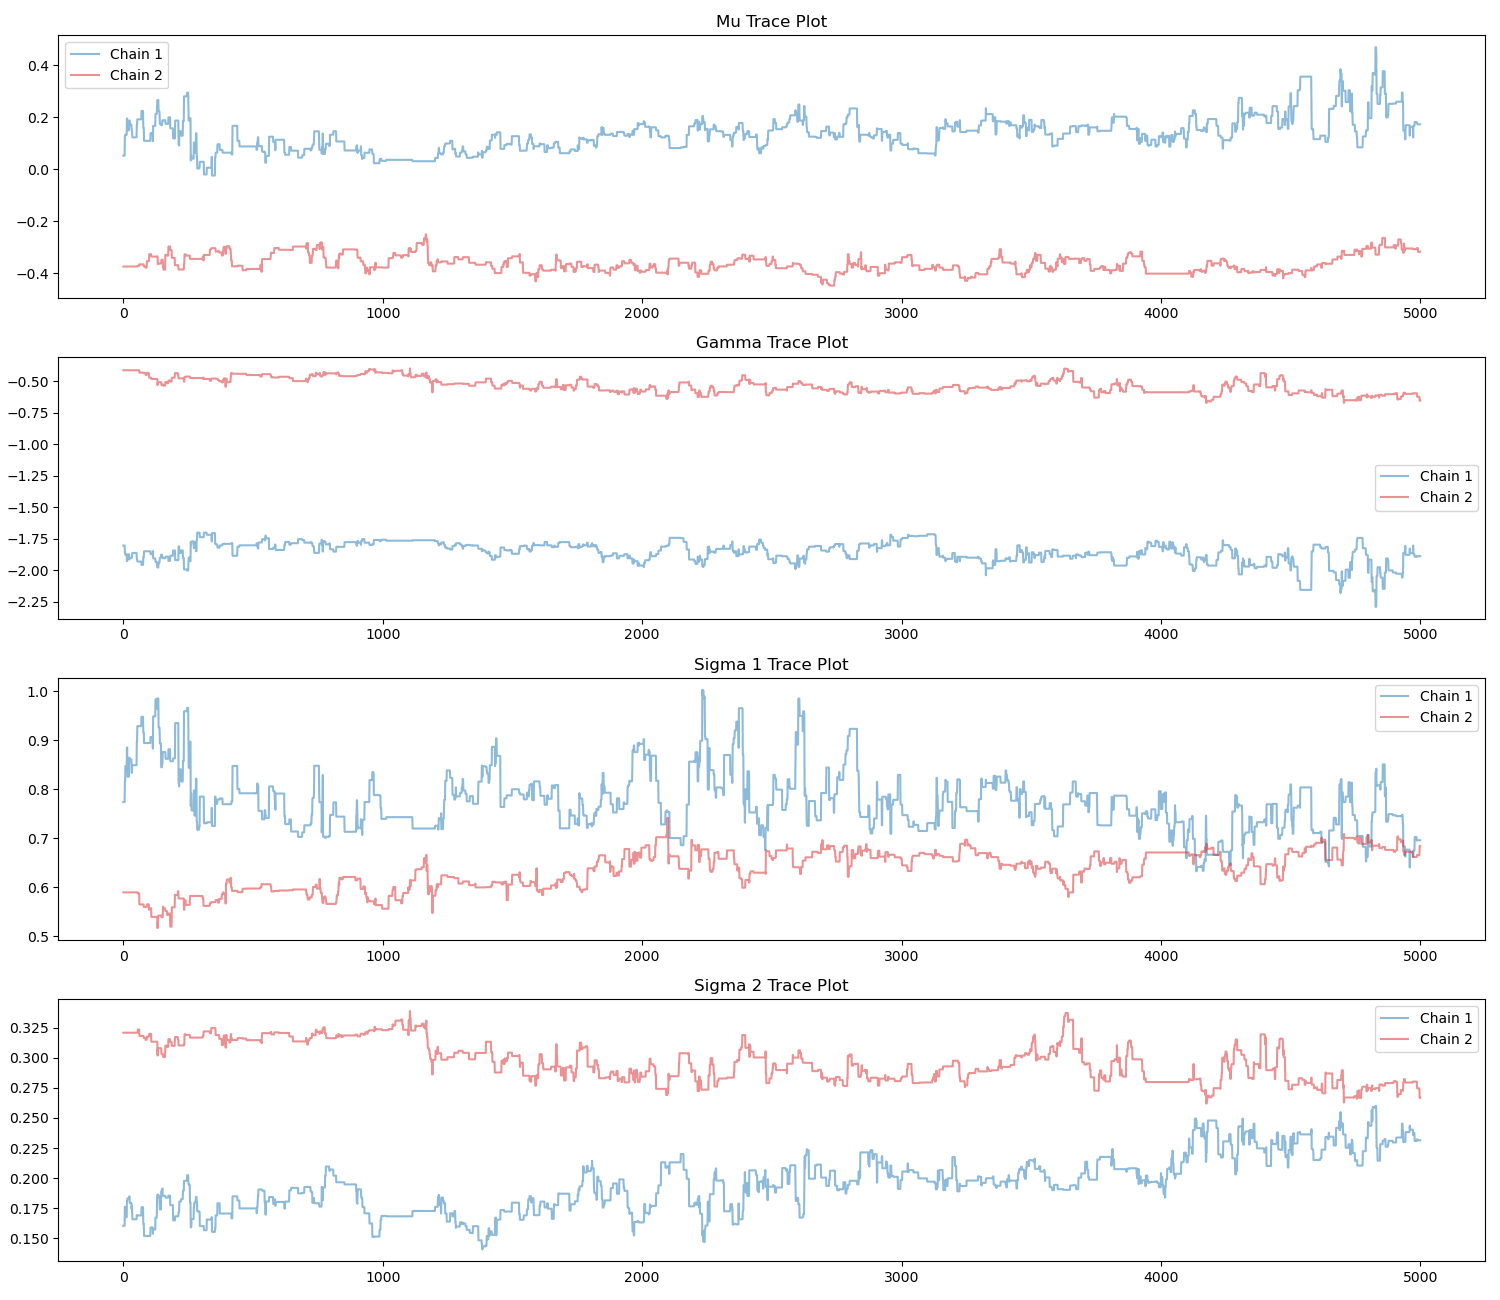 Mu Trace Plot
Chain 1
Chain 2
0.4
0.2
0.0
−0.2
−0.4
0 1000 2000 3000 4000 5000
Gamma Trace Plot
−0.50
−0.75
−1.00
−1.25
−1.50
−1.75
−2.00
−2.25
Chain 1
Chain 2
0 1000 2000 3000 4000 5000
Sigma 1 Trace Plot
1.0
0.9
0.8
0.7
0.6
0.5
Chain 1
Chain 2
0 1000 2000 3000 4000 5000
Sigma 2 Trace Plot
0.325
0.300
0.275
0.250
0.225
0.200
0.175
0.150
Chain 1
Chain 2
0 1000 2000 3000 4000 5000